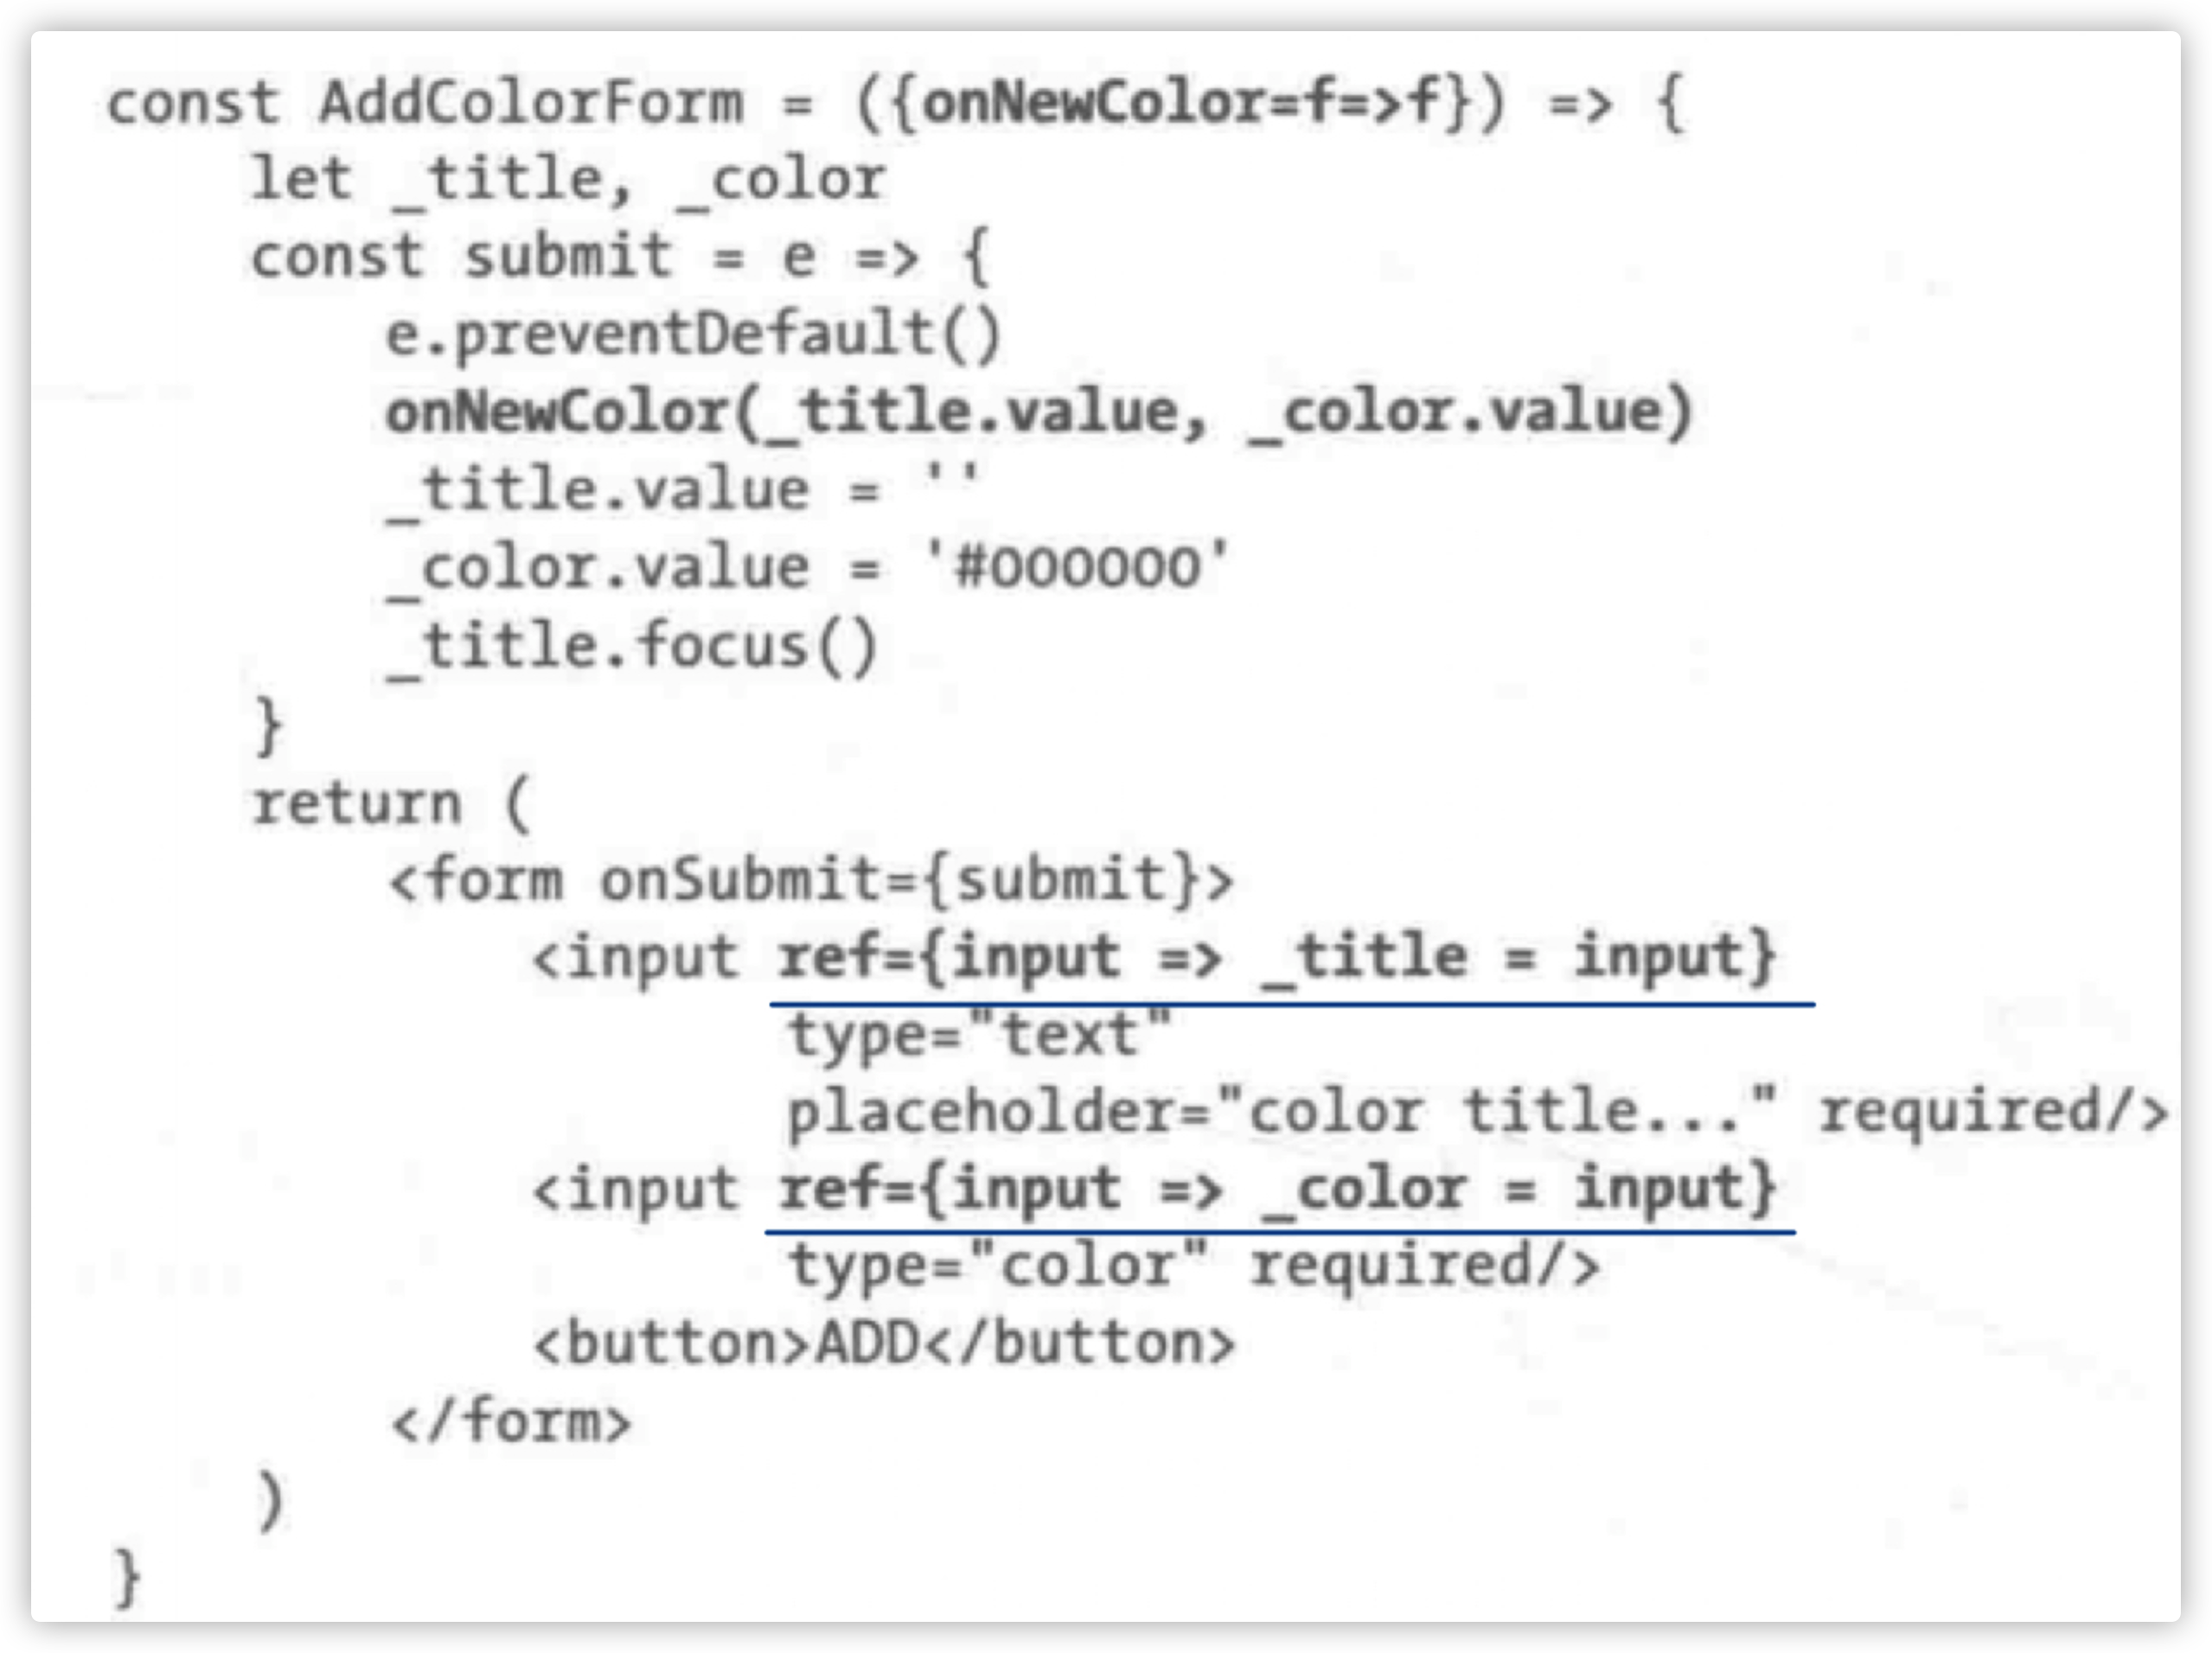 const AddColorForm = ({onNewColor=f=>f}) => {
let _title, _color
const submit = e => {
e.preventDefault()
onNewColor(_title.value, _color.value)
_title.value = ''
_color.value = '#000000'
_title.focus()
}
return (
<form onSubmit={submit}>
<input ref={input => _title = input}
type="text"
placeholder="color title..." required/>
<input ref={input => _color = input}
type="color" required/>
<button>ADD</button>
</form>
)
}